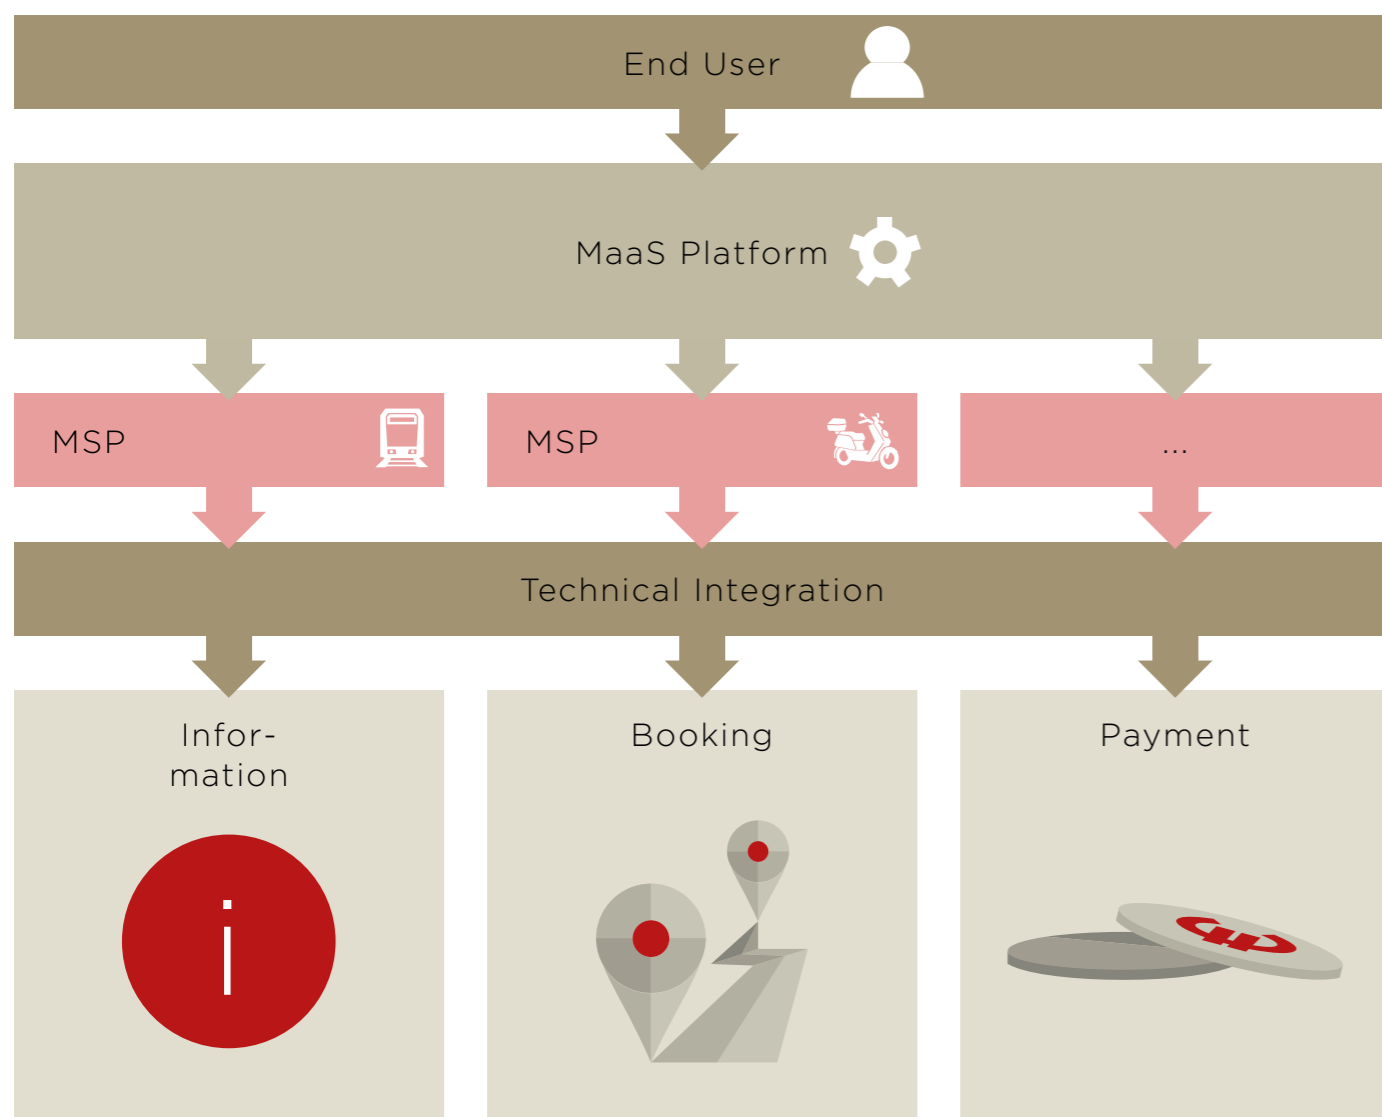 End User
MaaS Platform
MSP
MSP
...
Technical Integration
Infor-
mation
Booking
Payment
i